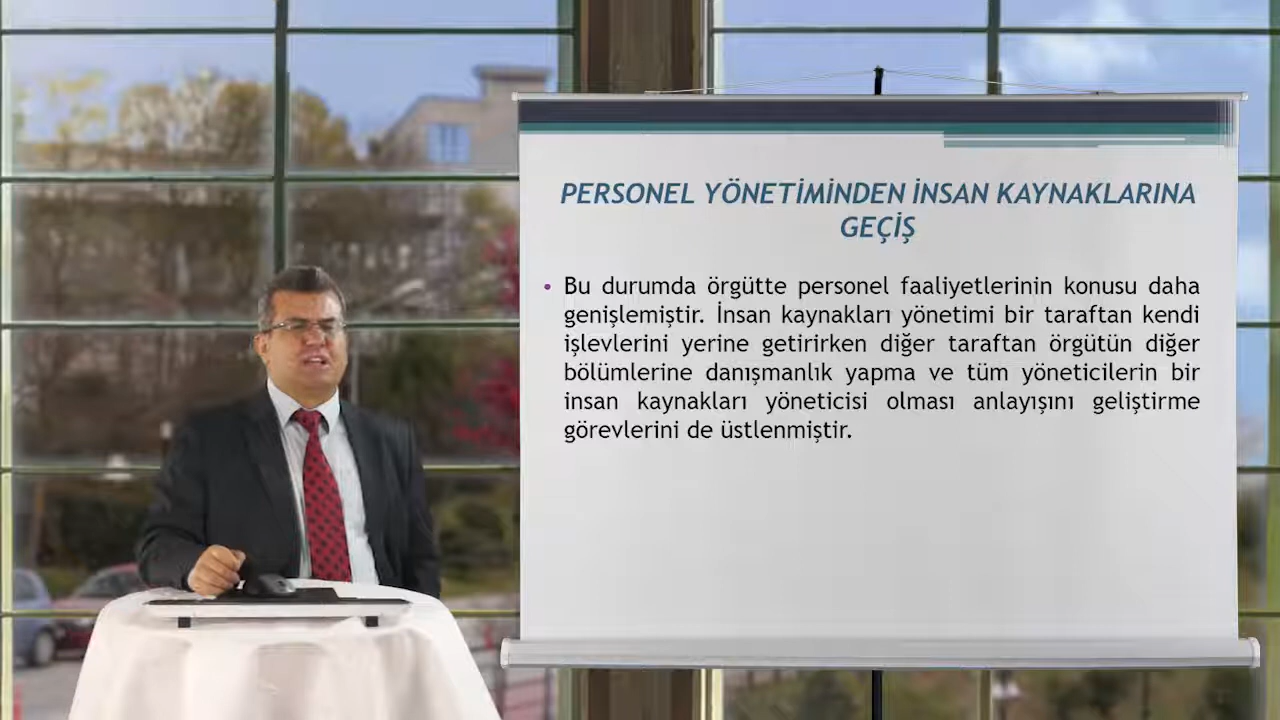 PERSONEL YÖNETİMİNDEN İNSAN KAYNAKLARINA
GEÇİŞ
• Bu durumda örgütte personel faaliyetlerinin konusu daha
genişlemiştir. İnsan kaynakları yönetimi bir taraftan kendi
işlevlerini yerine getirirken diğer taraftan örgütün diğer
bölümlerine danışmanlık yapma ve tüm yöneticilerin bir
insan kaynakları yöneticisi olması anlayışını geliştirme
görevlerini de üstlenmiştir.